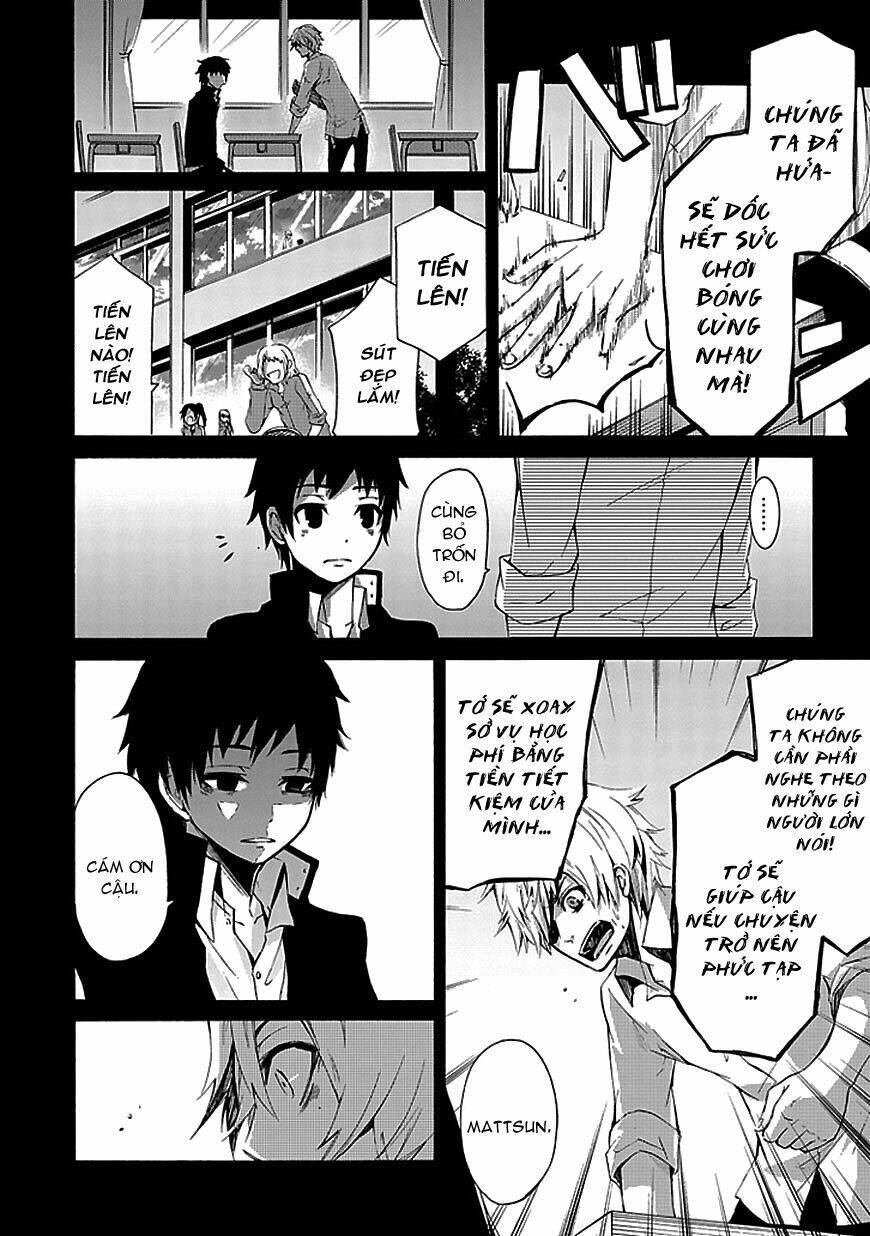 CHÚNG
TA ĐÃ
HỨA-
SẼ DỐC
HẾT SỨC
CHƠI
BÓNG
CÙNG
NHAU
MÀ!
TIẾN
LÊN!
SÚT
ĐẸP
LẮM!
TIẾN
LÊN
NÀO!
TIẾN
LÊN!
......
CÙNG
BỎ
TRỐN
ĐI.
CHÚNG
TA KHÔNG
CẦN PHẢI
NGHE THEO
NHỮNG GÌ
NGƯỜI LỚN
NÓI!
TỚ SẼ
GIÚP CẬU
NẾU CHUYỆN
TRỞ NÊN
PHỨC TẠP
...
TỚ SẼ XOAY
SỞ VỤ HỌC
PHÍ BẰNG
TIỀN TIẾT
KIỆM CỦA
MÌNH...
MATTSUN.
CÁM ƠN
CẬU.